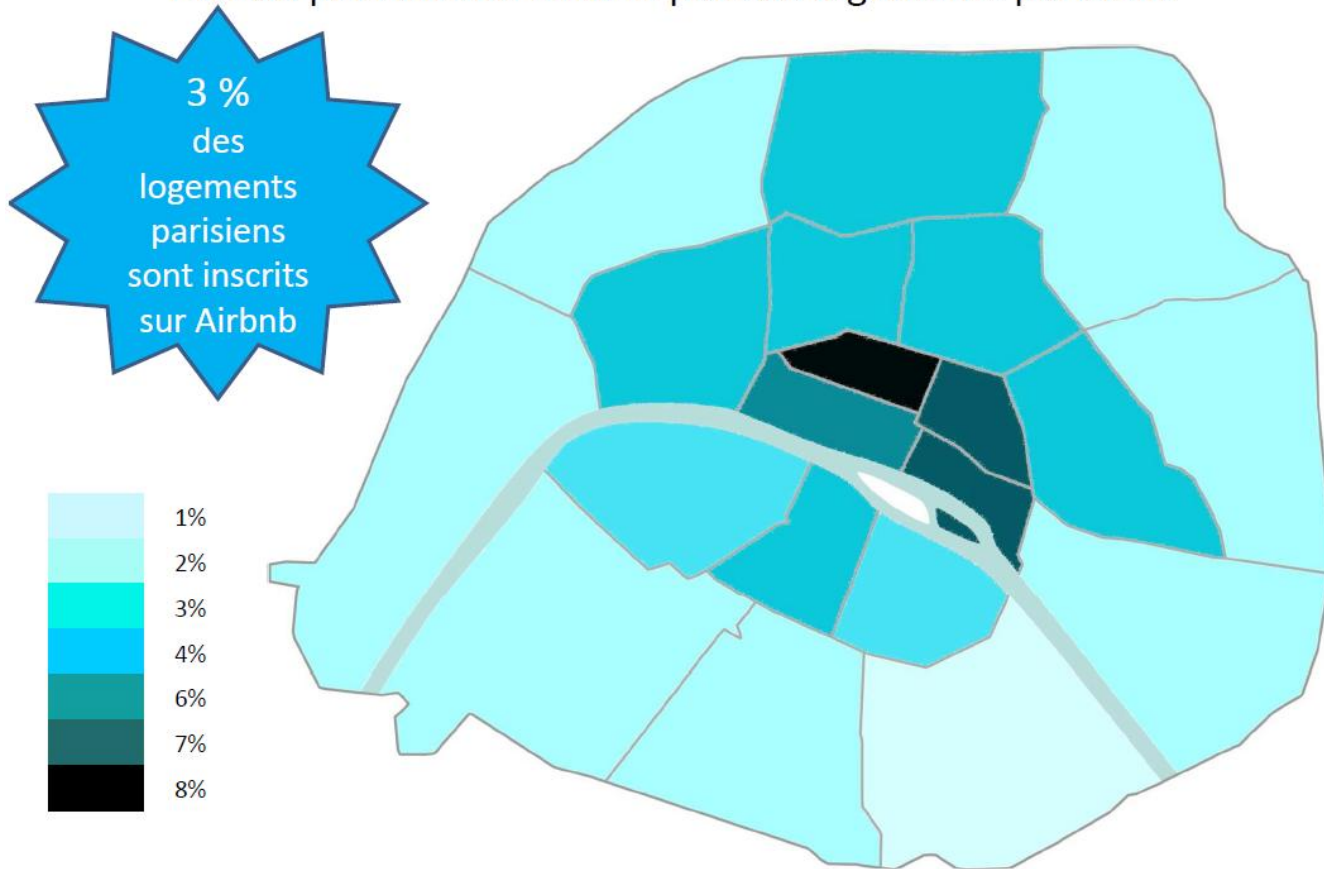 3 %
des
logements
parisiens
sont inscrits
sur Airbnb
1%
2%
3%
4%
6%
7%
8%